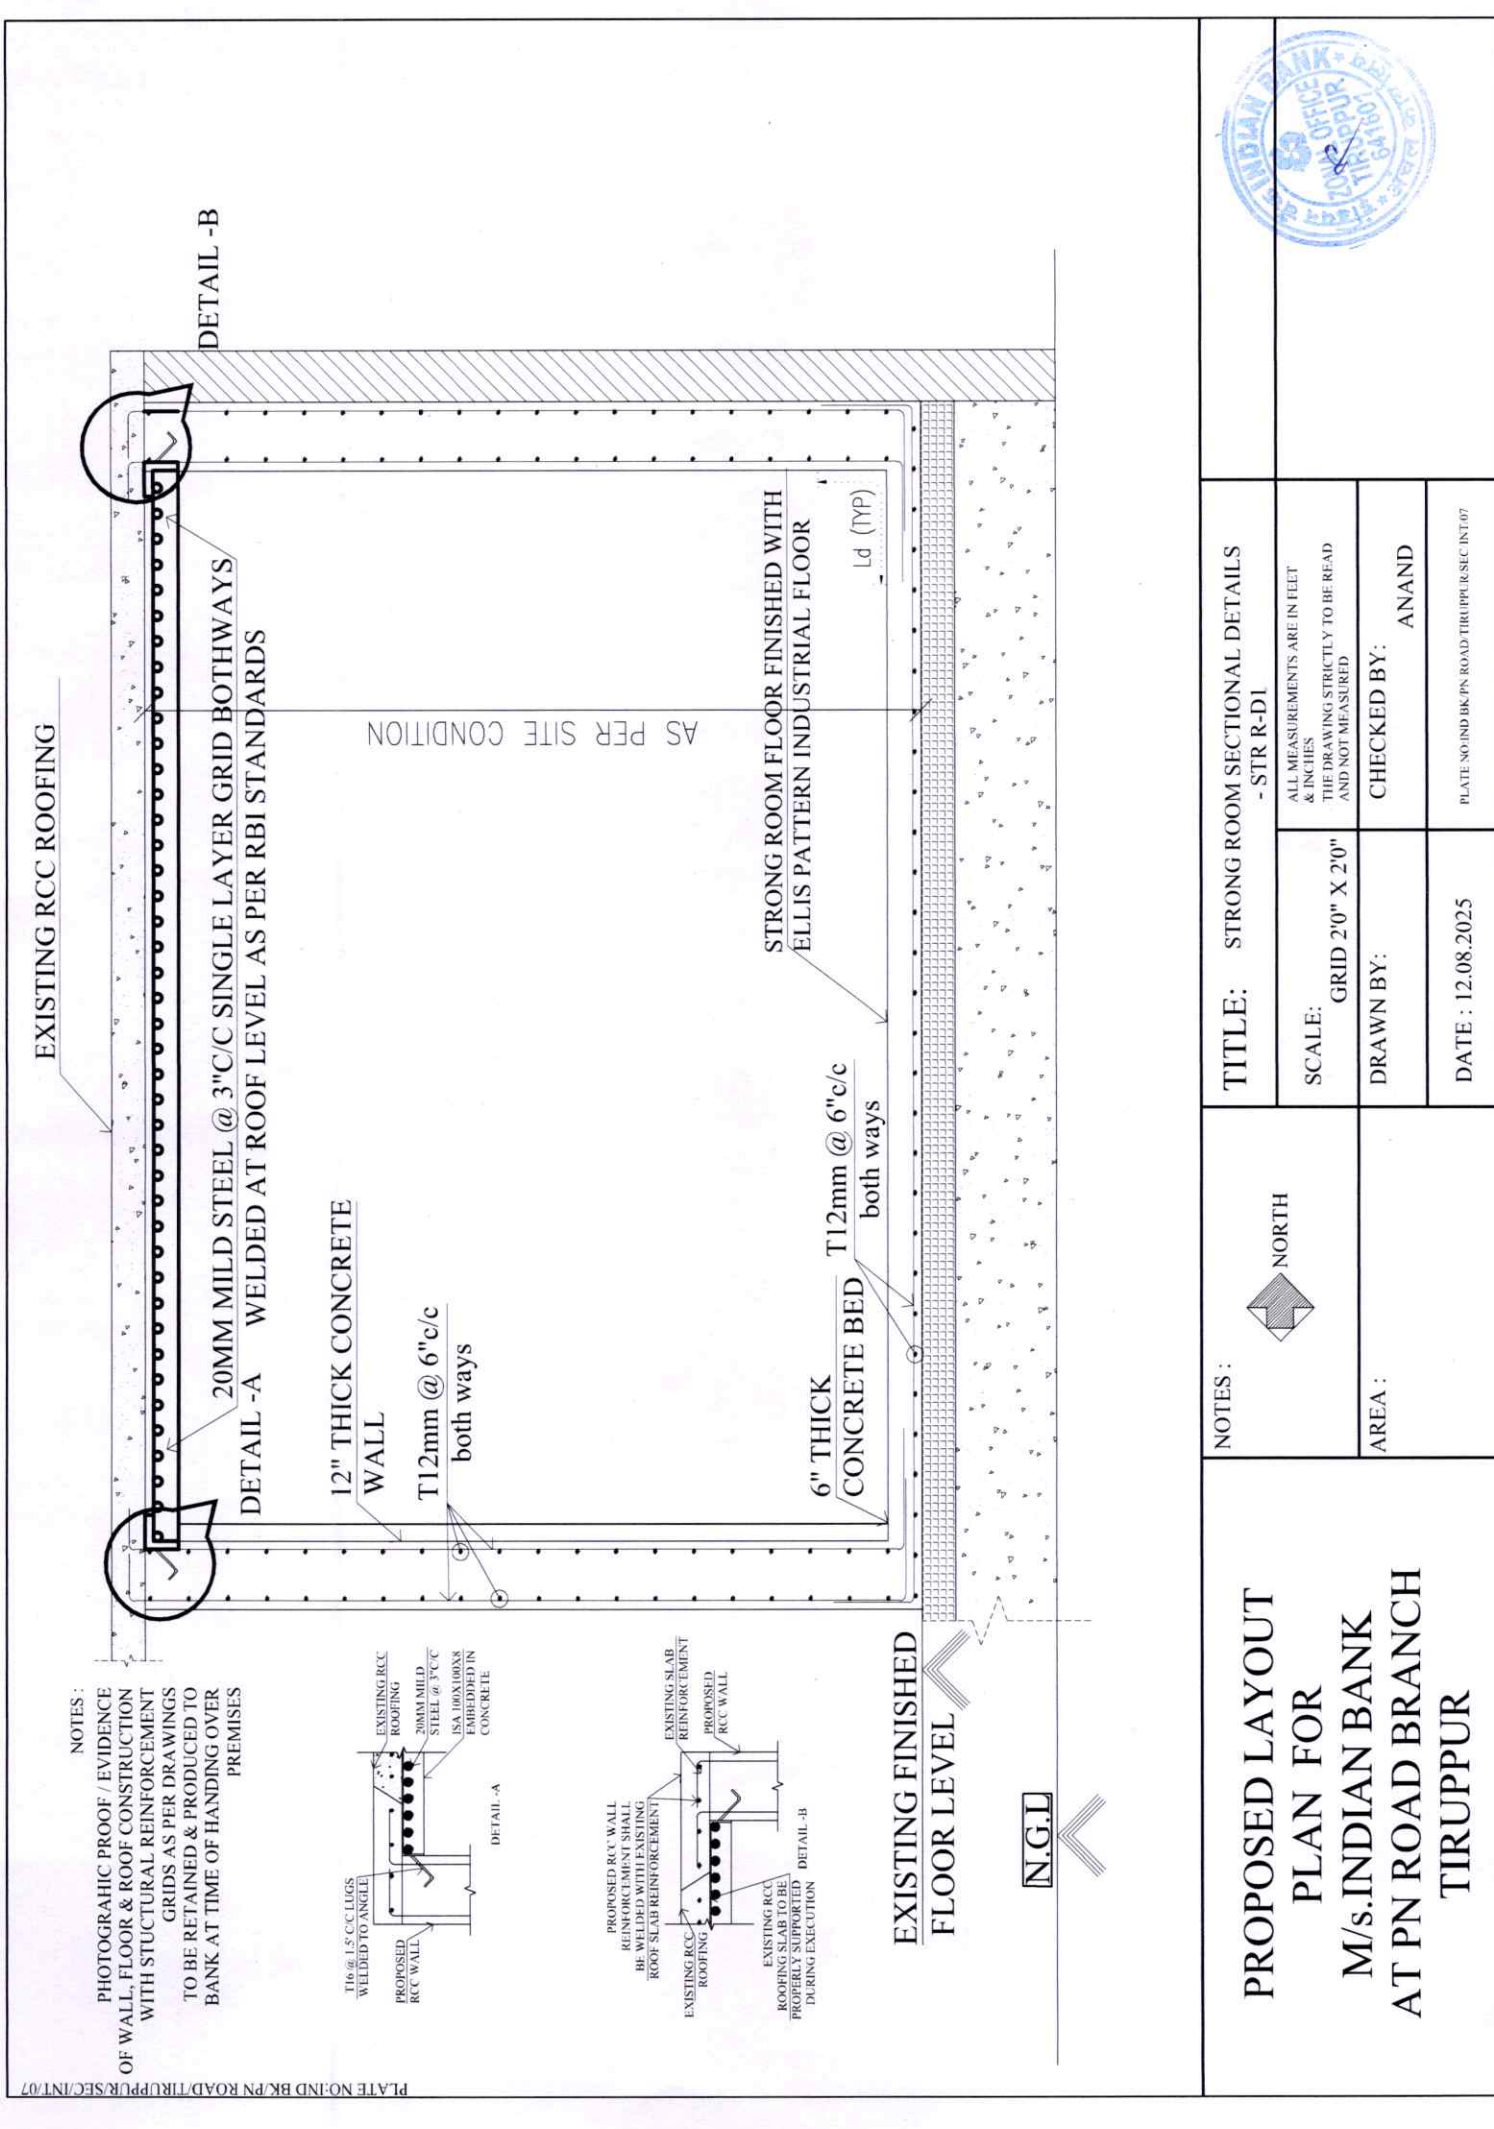 PLATE NO:IND BK/PN ROAD/TIRUPPUR/SEC/INT/07
NOTES :
PHOTOGRAHIC PROOF / EVIDENCE
OF WALL, FLOOR & ROOF CONSTRUCTION
WITH STUCTURAL REINFORCEMENT
GRIDS AS PER DRAWINGS
TO BE RETAINED & PRODUCED TO
BANK AT TIME OF HANDING OVER
PREMISES
EXISTING RCC ROOFING
DETAIL -B
20MM MILD STEEL @ 3"C/C SINGLE LAYER GRID BOTHWAYS
WELDED AT ROOF LEVEL AS PER RBI STANDARDS
DETAIL -A
12" THICK CONCRETE
WALL
T12mm @ 6"c/c
both ways
AS PER SITE CONDITION
STRONG ROOM FLOOR FINISHED WITH
ELLIS PATTERN INDUSTRIAL FLOOR
Ld (TYP)
6" THICK
CONCRETE BED
T12mm @ 6"c/c
both ways
T16 @ 1.5' C/C LUGS
WELDED TO ANGLE
PROPOSED
RCC WALL
EXISTING RCC
ROOFING
20MM MILD
STEEL @ 3"C/C
ISA 100X100X8
EMBEDDED IN
CONCRETE
DETAIL -A
PROPOSED RCC WALL
REINFORCEMENT SHALL
BE WELDED WITH EXISTING
ROOF SLAB REINFORCEMENT
EXISTING SLAB
REINFORCEMENT
PROPOSED
RCC WALL
EXISTING RCC
ROOFING
EXISTING RCC
ROOFING SLAB TO BE
PROPERLY SUPPORTED
DURING EXECUTION
DETAIL -B
EXISTING FINISHED
FLOOR LEVEL
N.G.L
PROPOSED LAYOUT
PLAN FOR
M/s.INDIAN BANK
AT PN ROAD BRANCH
TIRUPPUR
NOTES :
NORTH
AREA :
TITLE: STRONG ROOM SECTIONAL DETAILS
- STR R-D1
SCALE:
GRID 2'0" X 2'0"
ALL MEASUREMENTS ARE IN FEET
& INCHES
THE DRAWING STRICTLY TO BE READ
AND NOT MEASURED
DRAWN BY:
CHECKED BY:
ANAND
DATE : 12.08.2025
PLATE NO:IND BK/PN ROAD/TIRUPPUR/SEC INT/07
INDIAN BANK
ZONAL OFFICE
TIRUPPUR
641601